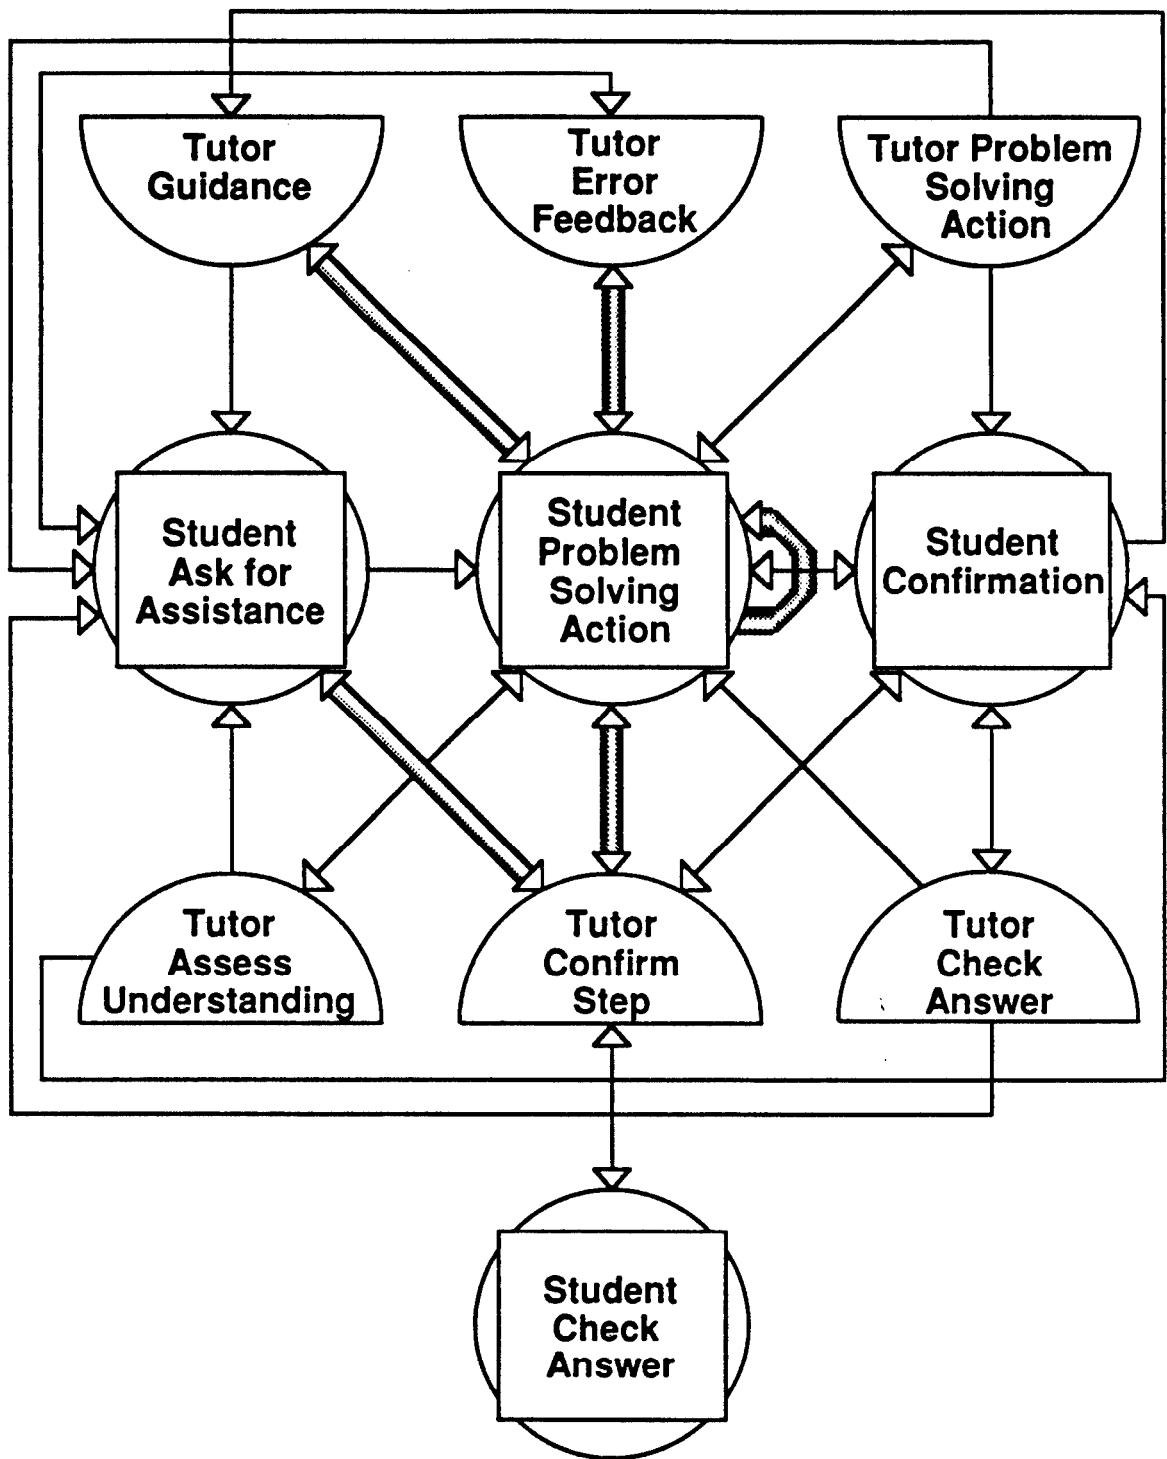 Tutor
Guidance
Tutor
Error
Feedback
Tutor Problem
Solving
Action
Student
Ask for
Assistance
Student
Problem
Solving
Action
Student
Confirmation
Tutor
Assess
Understanding
Tutor
Confirm
Step
Tutor
Check
Answer
Student
Check
Answer